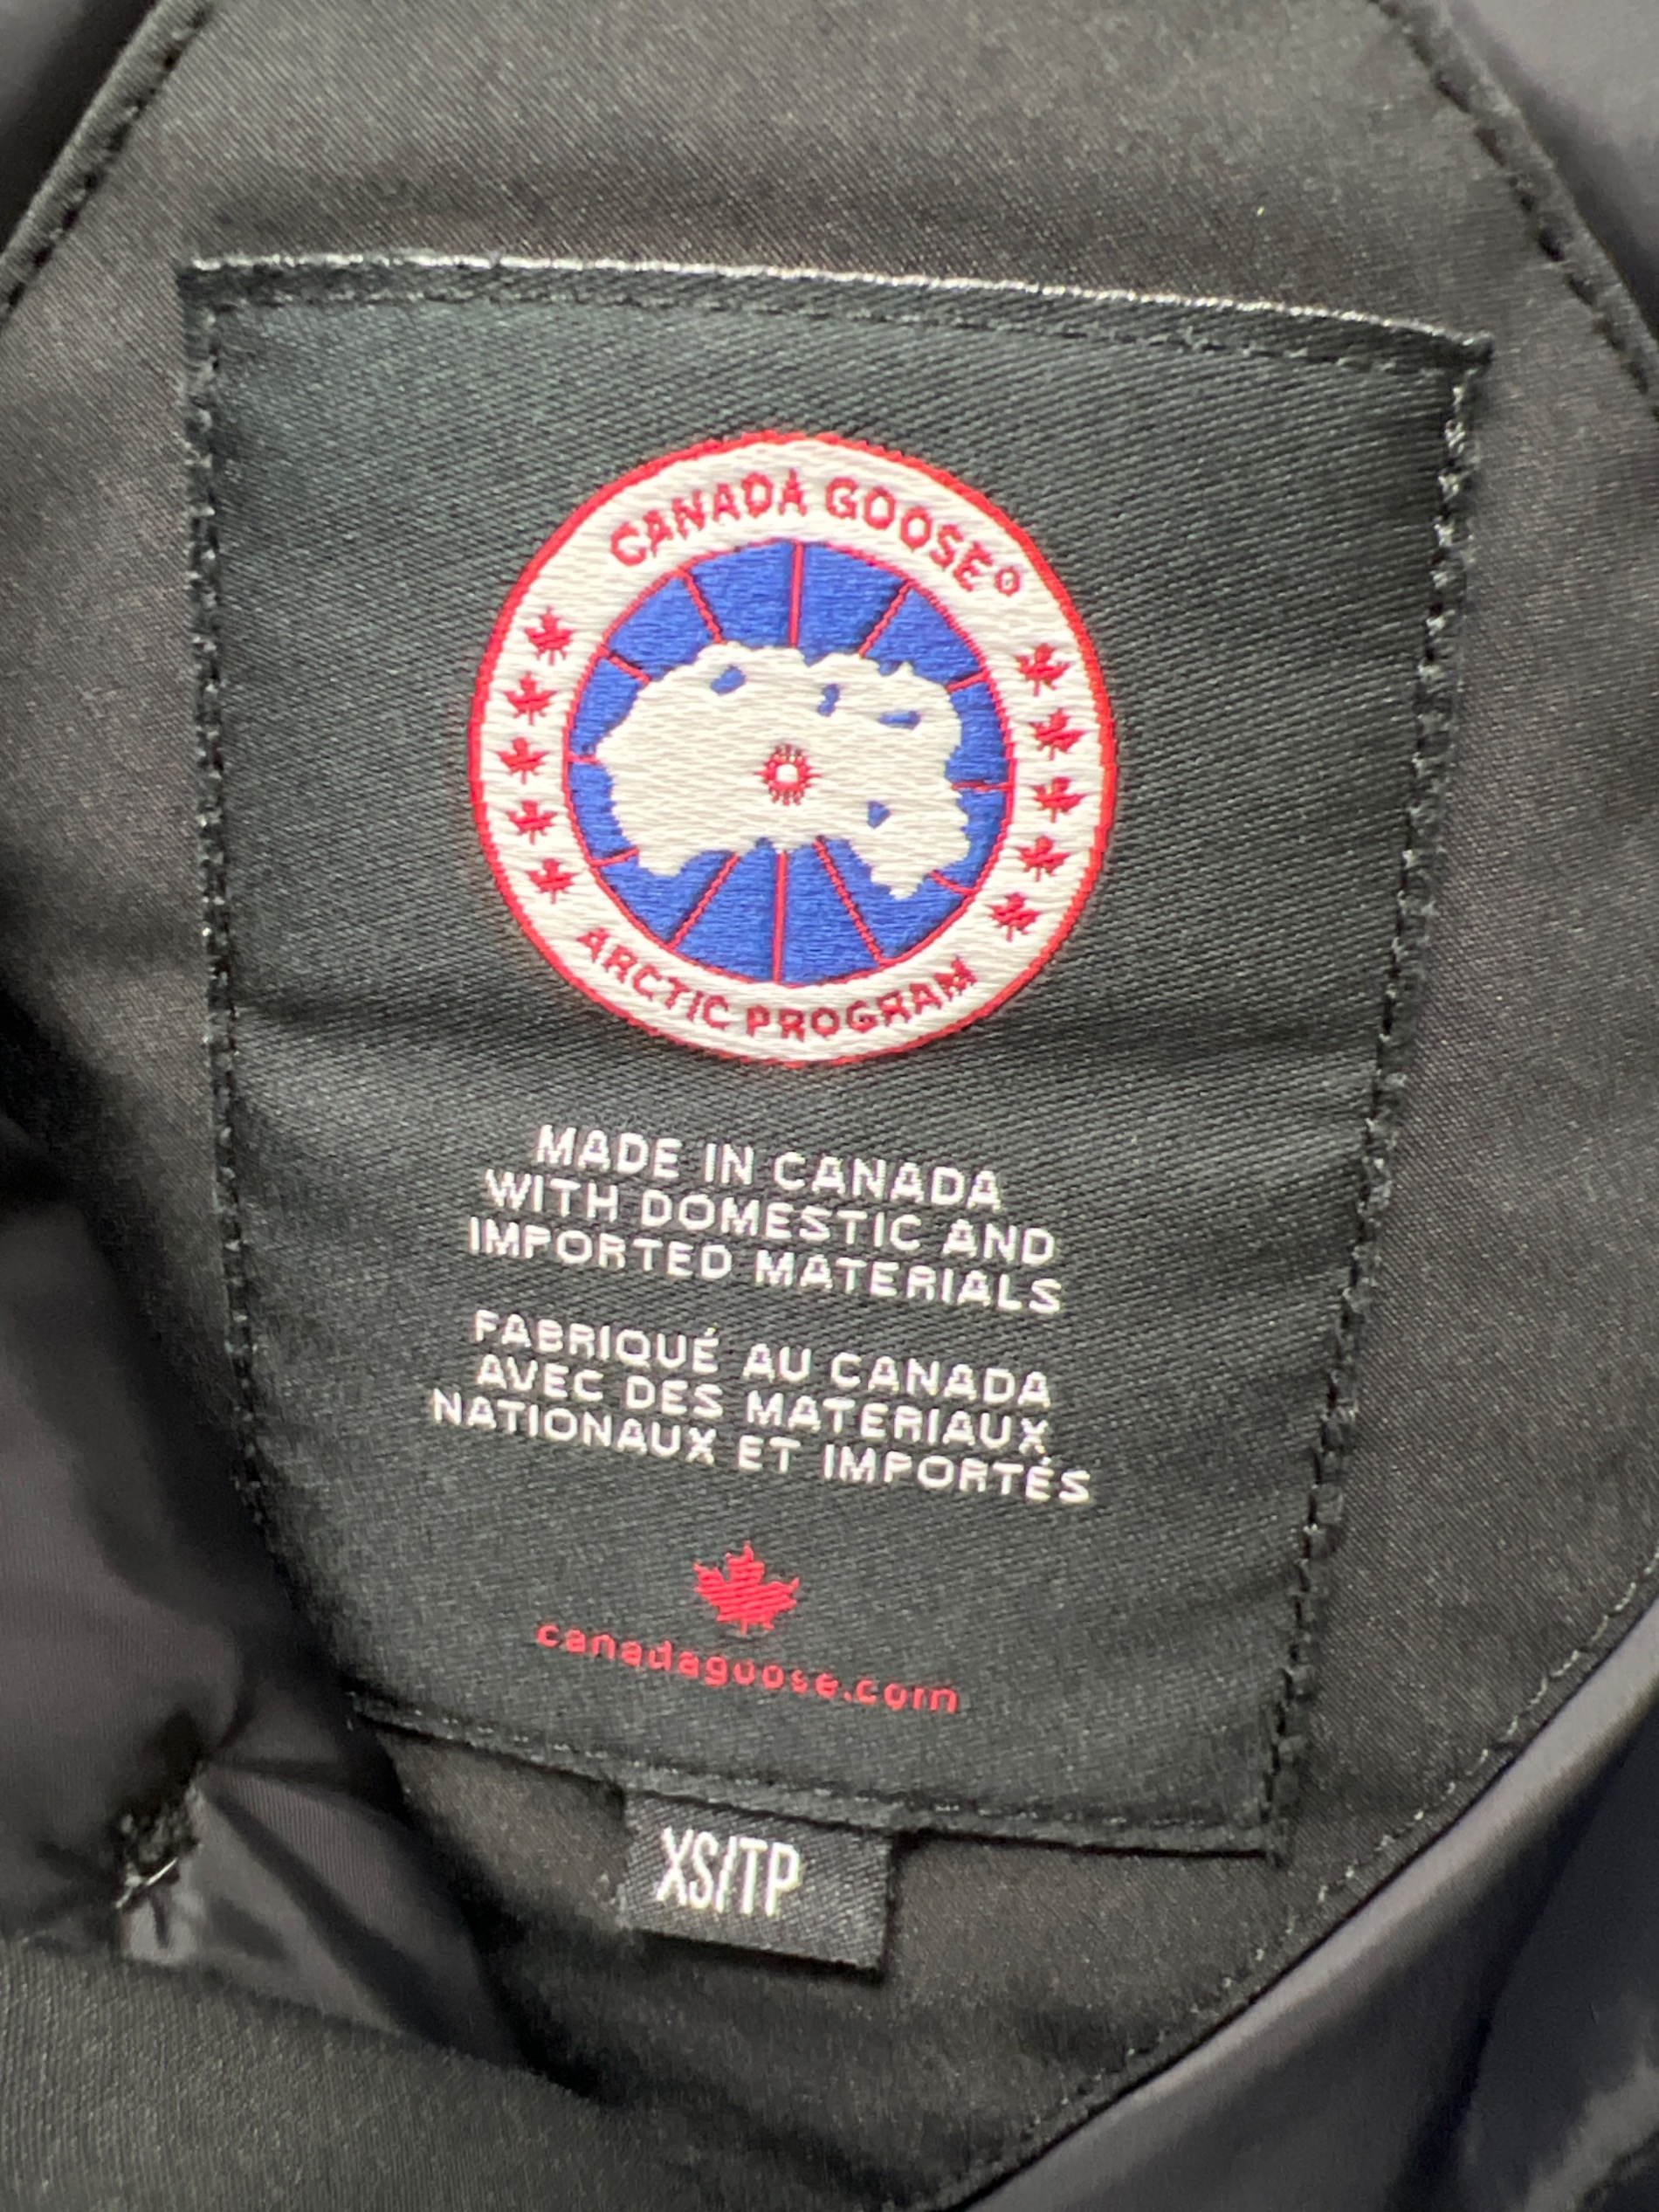 CANADA GOOSE®
ARCTIC PROGRAM
MADE IN CANADA
WITH DOMESTIC AND
IMPORTED MATERIALS
FABRIQUÉ AU CANADA
AVEC DES MATERIAUX
NATIONAUX ET IMPORTÉS
canadagoose.com
XS/TP